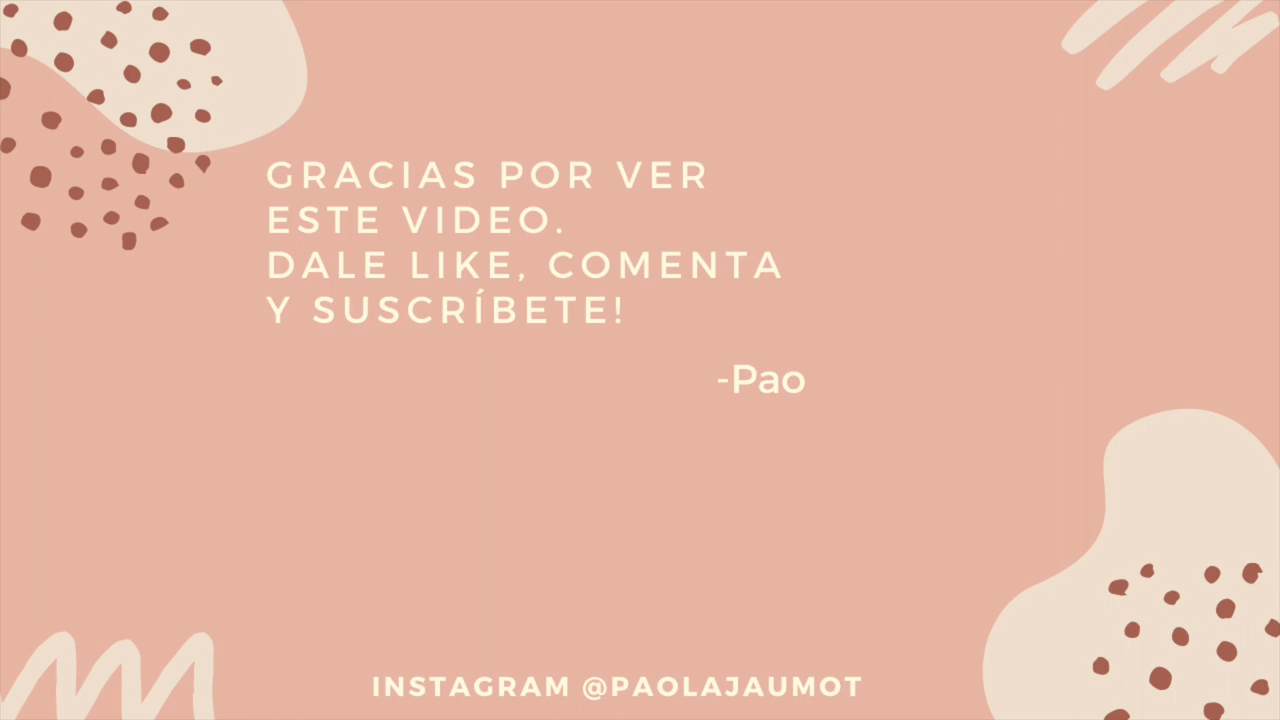 GRACIAS POR VER
ESTE VIDEO.
DALE LIKE, COMENTA
Y SUSCRÍBETE!
-Pao
INSTAGRAM @PAOLAJAUMOT